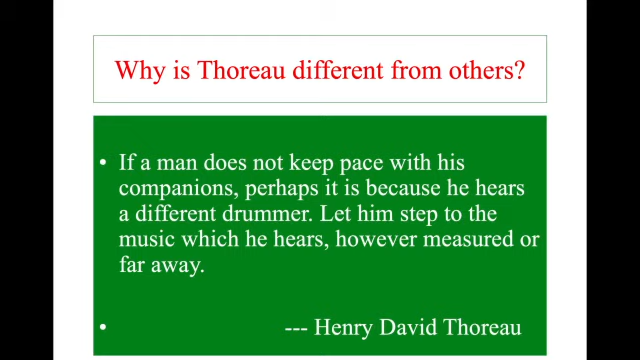 Why is Thoreau different from others?
• If a man does not keep pace with his
companions, perhaps it is because he hears
a different drummer. Let him step to the
music which he hears, however measured or
far away.
• --- Henry David Thoreau